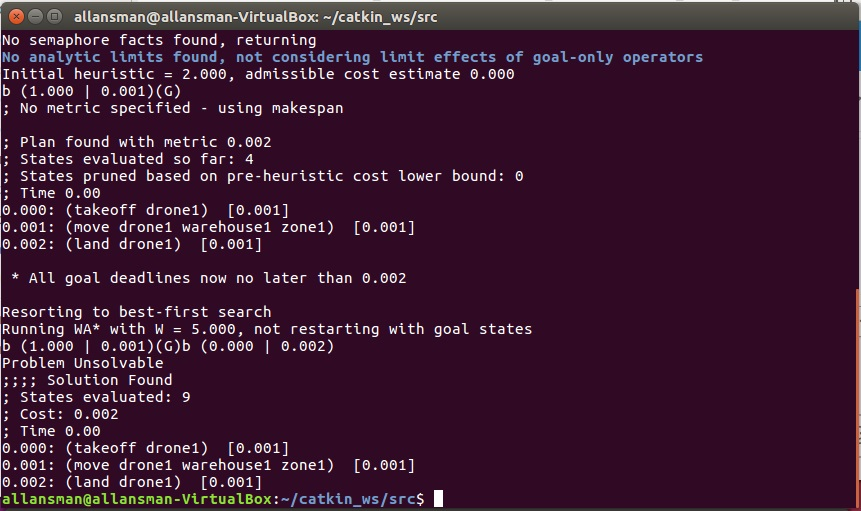 allansman@allansman-VirtualBox: ~/catkin_ws/src
No semaphore facts found, returning
No analytic limits found, not considering limit effects of goal-only operators
Initial heuristic = 2.000, admissible cost estimate 0.000
b (1.000 | 0.001)(G)
; No metric specified - using makespan
; Plan found with metric 0.002
; States evaluated so far: 4
; States pruned based on pre-heuristic cost lower bound: 0
; Time 0.00
0.000: (takeoff drone1)  [0.001]
0.001: (move drone1 warehouse1 zone1)  [0.001]
0.002: (land drone1)  [0.001]
 * All goal deadlines now no later than 0.002
Resorting to best-first search
Running WA* with W = 5.000, not restarting with goal states
b (1.000 | 0.001)(G)b (0.000 | 0.002)
Problem Unsolvable
;;;; Solution Found
; States evaluated: 9
; Cost: 0.002
; Time 0.00
0.000: (takeoff drone1)  [0.001]
0.001: (move drone1 warehouse1 zone1)  [0.001]
0.002: (land drone1)  [0.001]
allansman@allansman-VirtualBox:~/catkin_ws/src$